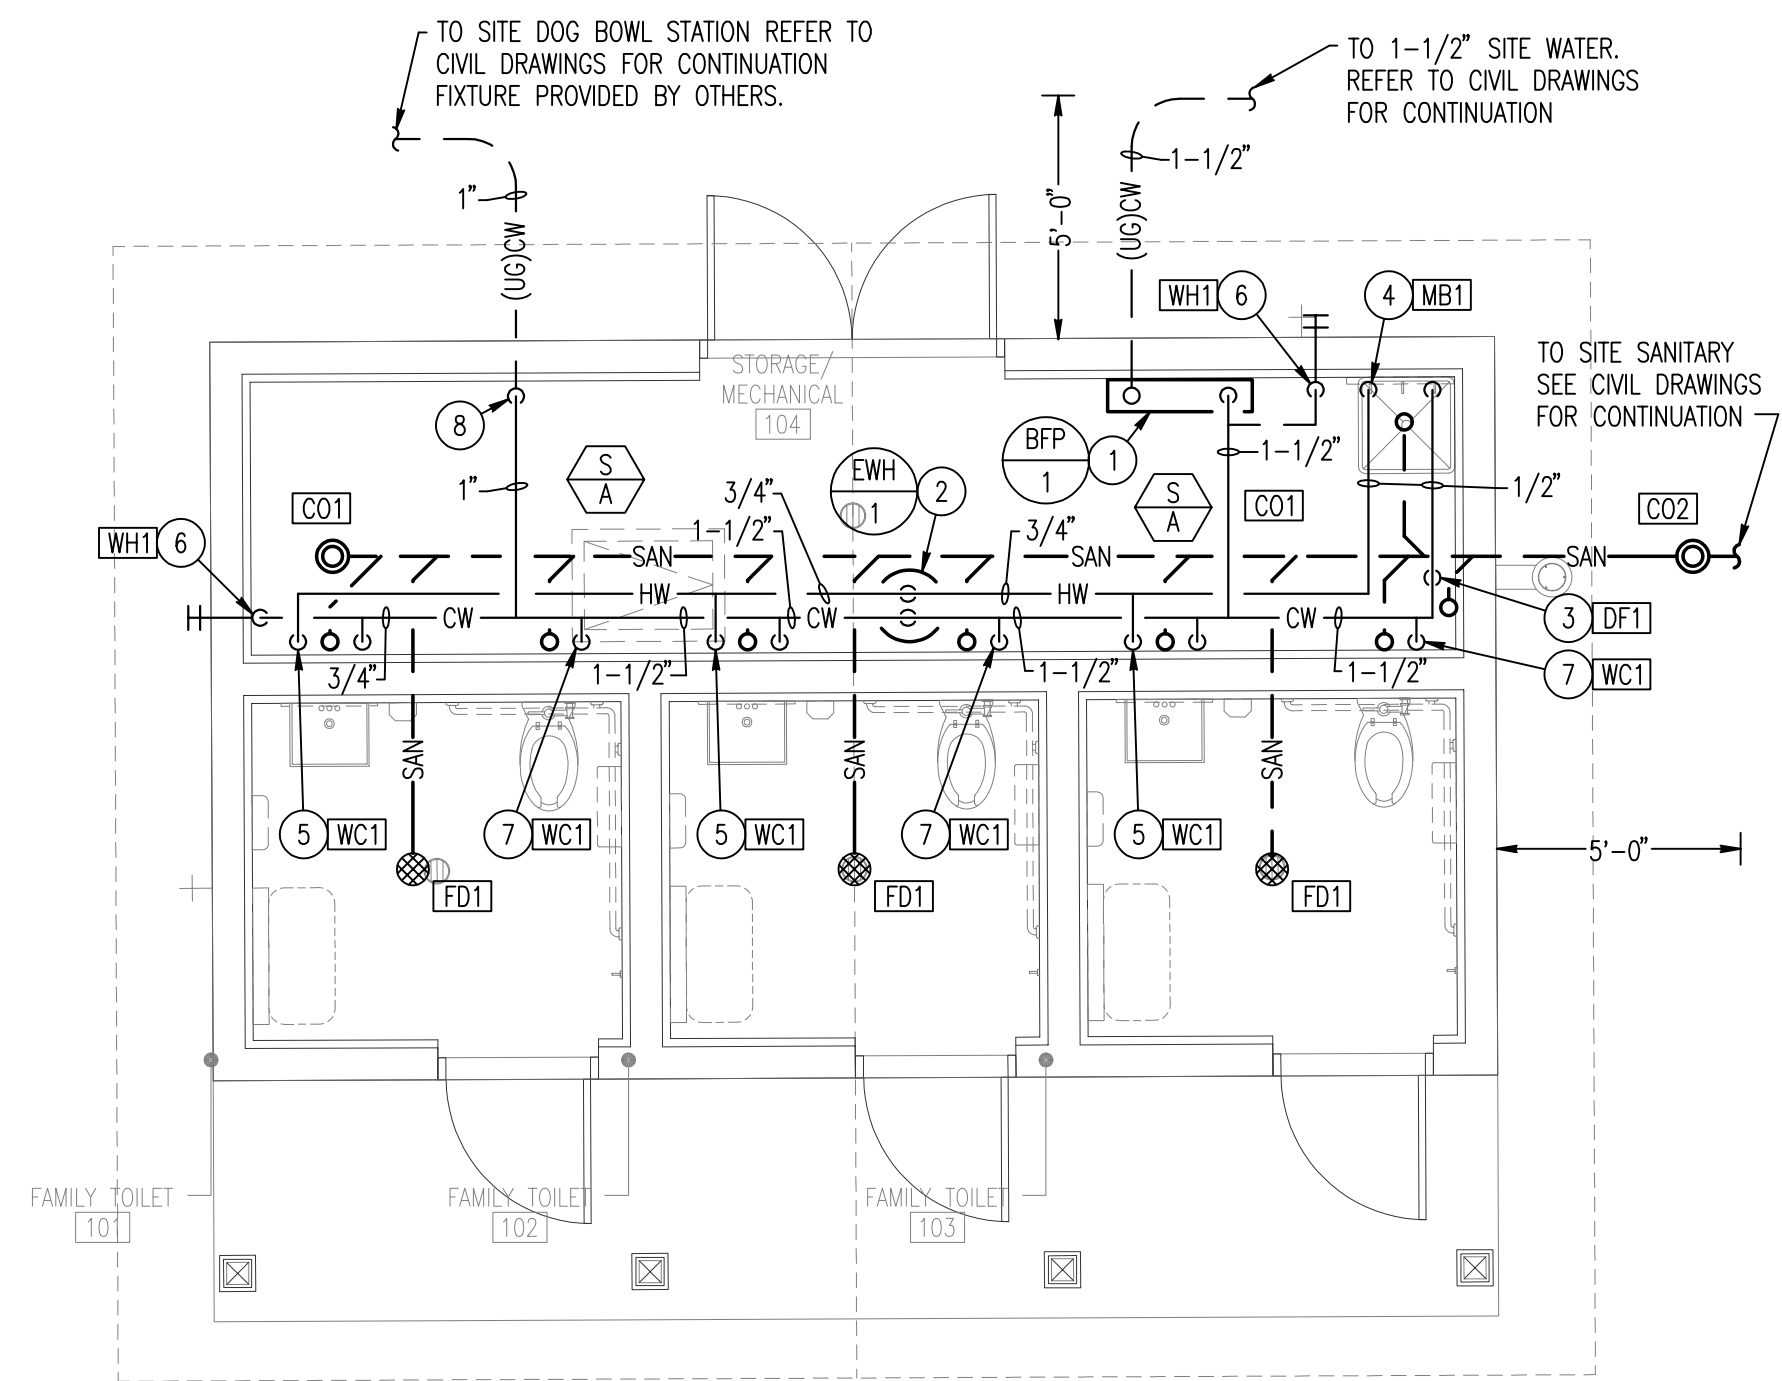 TO SITE DOG BOWL STATION REFER TO
CIVIL DRAWINGS FOR CONTINUATION
FIXTURE PROVIDED BY OTHERS.
TO 1-1/2" SITE WATER.
REFER TO CIVIL DRAWINGS
FOR CONTINUATION
1"
1-1/2"
(UG)CW
5'-0"
(UG)CW
WH1 6
4 MB1
TO SITE SANITARY
SEE CIVIL DRAWINGS
FOR CONTINUATION
STORAGE/
MECHANICAL
104
8
BFP
1
1
1-1/2"
S
A
1"
EWH
1
2
3/4"
S
A
CO1
1/2"
CO1
CO2
WH1 6
1-1/2"
3/4"
SAN
SAN
SAN
HW
HW
CW
CW
CW
3 DF1
3/4"
1-1/2"
1-1/2"
1-1/2"
7 WC1
SAN
SAN
SAN
5 WC1
7 WC1
5 WC1
7 WC1
5 WC1
5'-0"
FD1
FD1
FD1
FAMILY TOILET
101
FAMILY TOILET
102
FAMILY TOILET
103